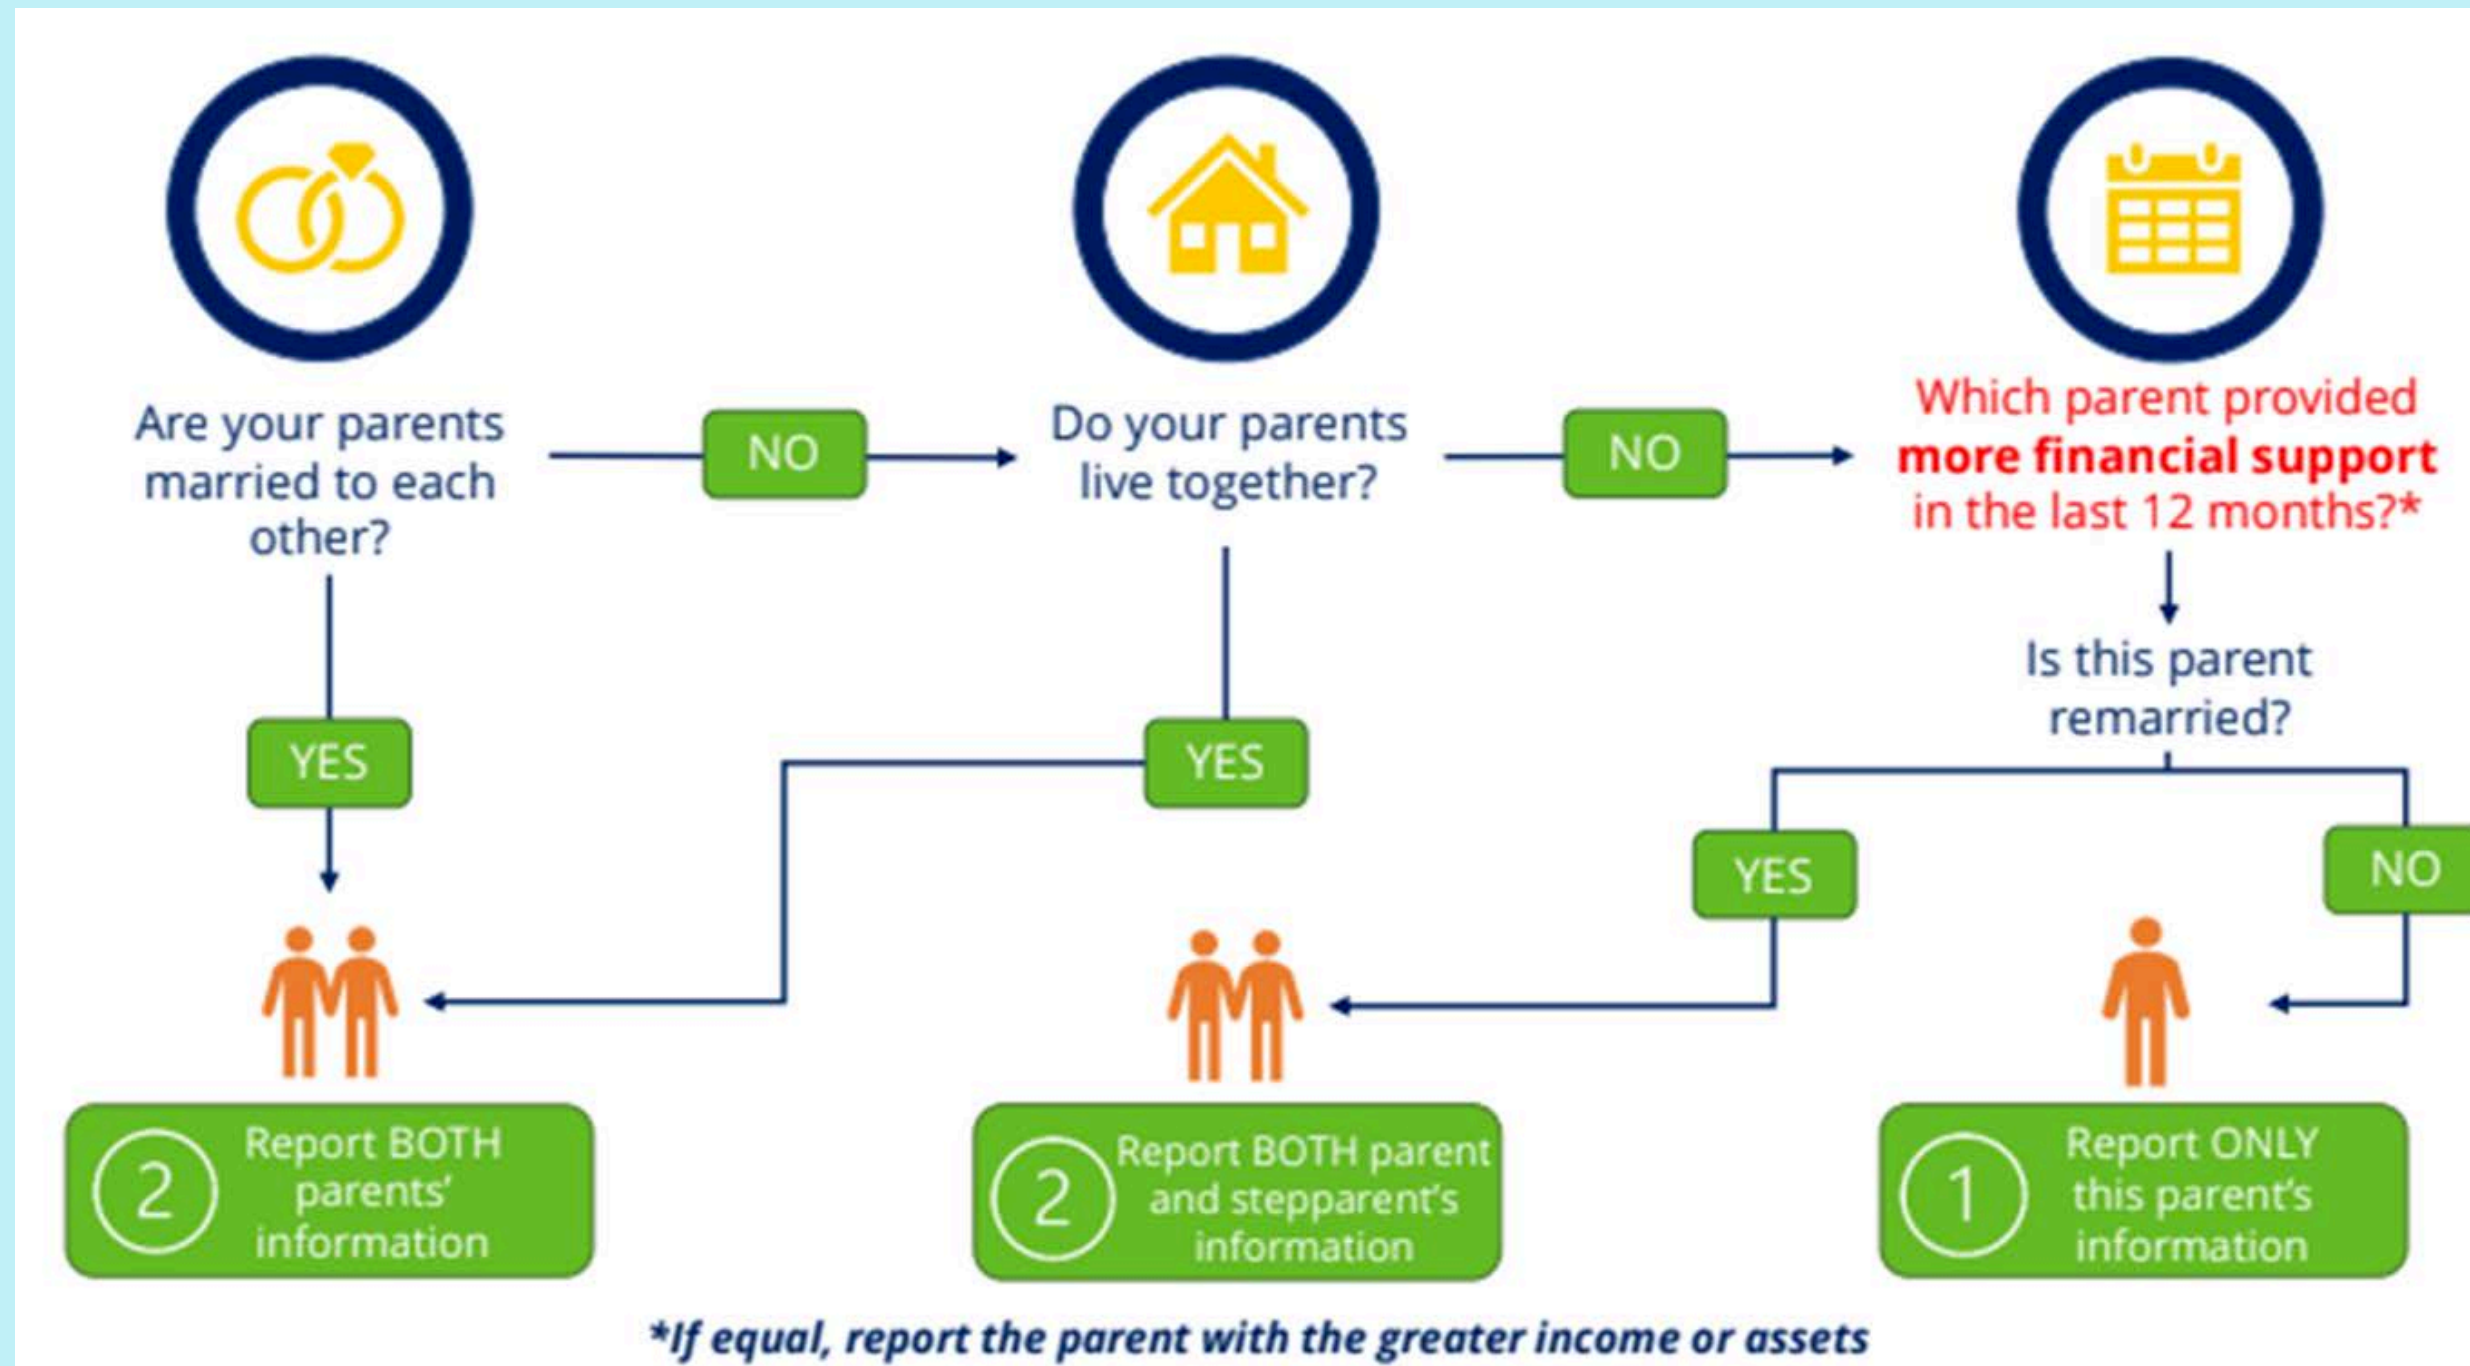 Are your parents
married to each
other?
NO
Do your parents
live together?
NO
Which parent provided
more financial support
in the last 12 months?*
Is this parent
remarried?
YES
YES
YES
NO
2
Report BOTH
parents'
information
2
Report BOTH parent
and stepparent's
information
1
Report ONLY
this parent's
information
*If equal, report the parent with the greater income or assets